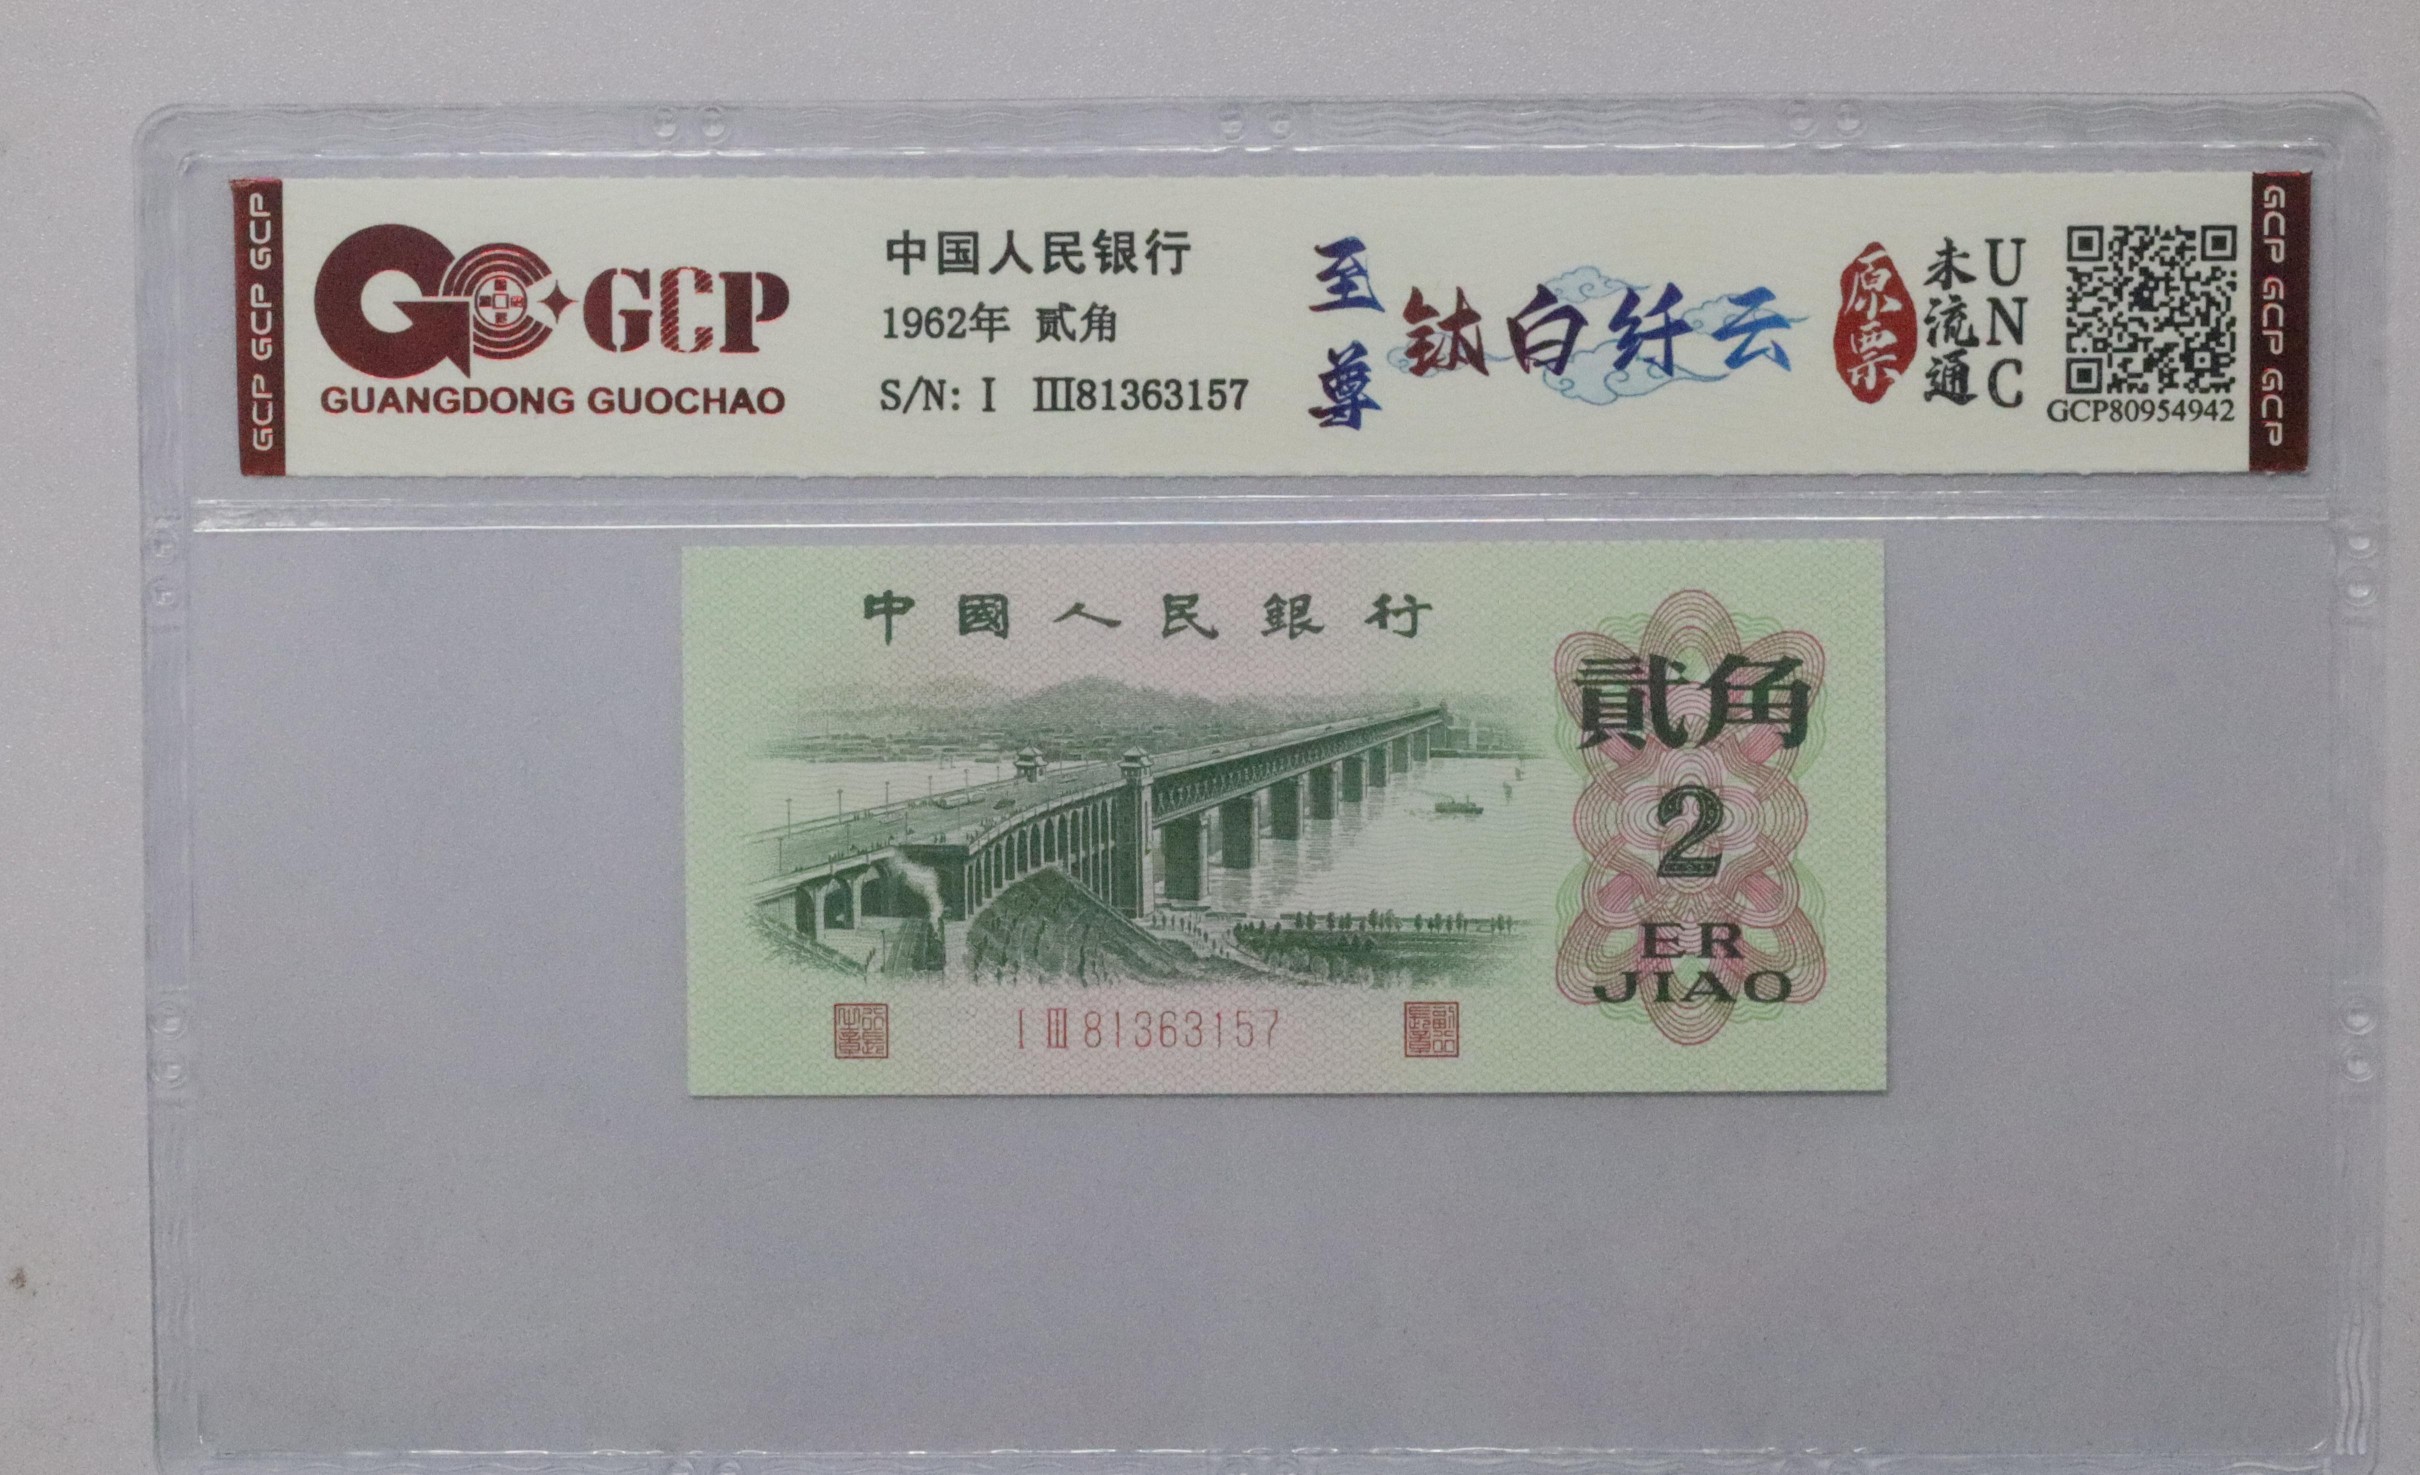 GCP GCP GCP
GCP
GUANGDONG GUOCHAO
中国人民银行
1962年 贰角
S/N: I III81363157
至尊
钛白纤云
原票
未流通
UNC
GCP80954942
GCP GCP GCP
中國人民銀行
貳角
2
ER
JIAO
I III 81363157